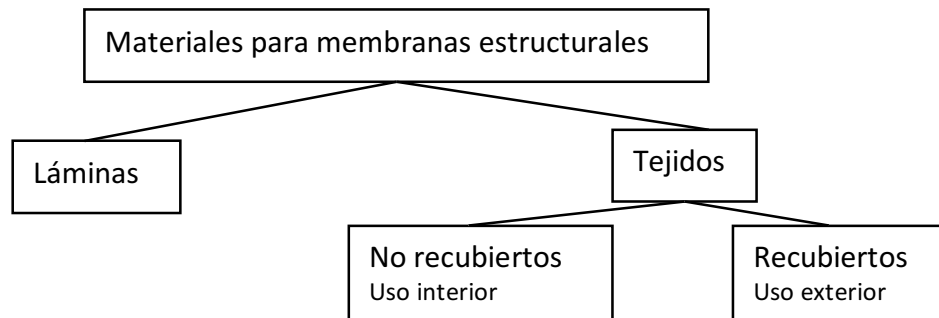 Materiales para membranas estructurales
Láminas
Tejidos
No recubiertos
Uso interior
Recubiertos
Uso exterior